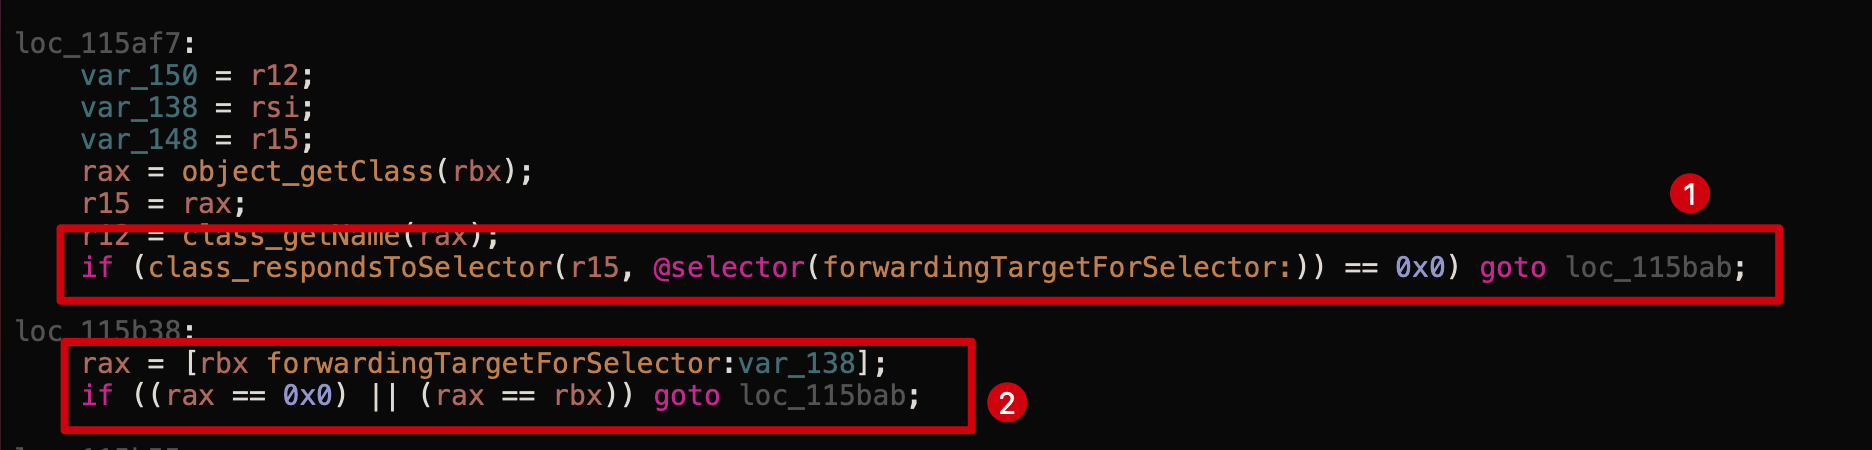 loc_115af7:
var_150 = r12;
var_138 = rsi;
var_148 = r15;
rax = object_getClass(rbx);
r15 = rax;
1
r12 = class_getName(rax);
if (class_respondsToSelector(r15, @selector(forwardingTargetForSelector:)) == 0x0) goto loc_115bab;
loc_115b38:
rax = [rbx forwardingTargetForSelector:var_138];
if ((rax == 0x0) || (rax == rbx)) goto loc_115bab;
2